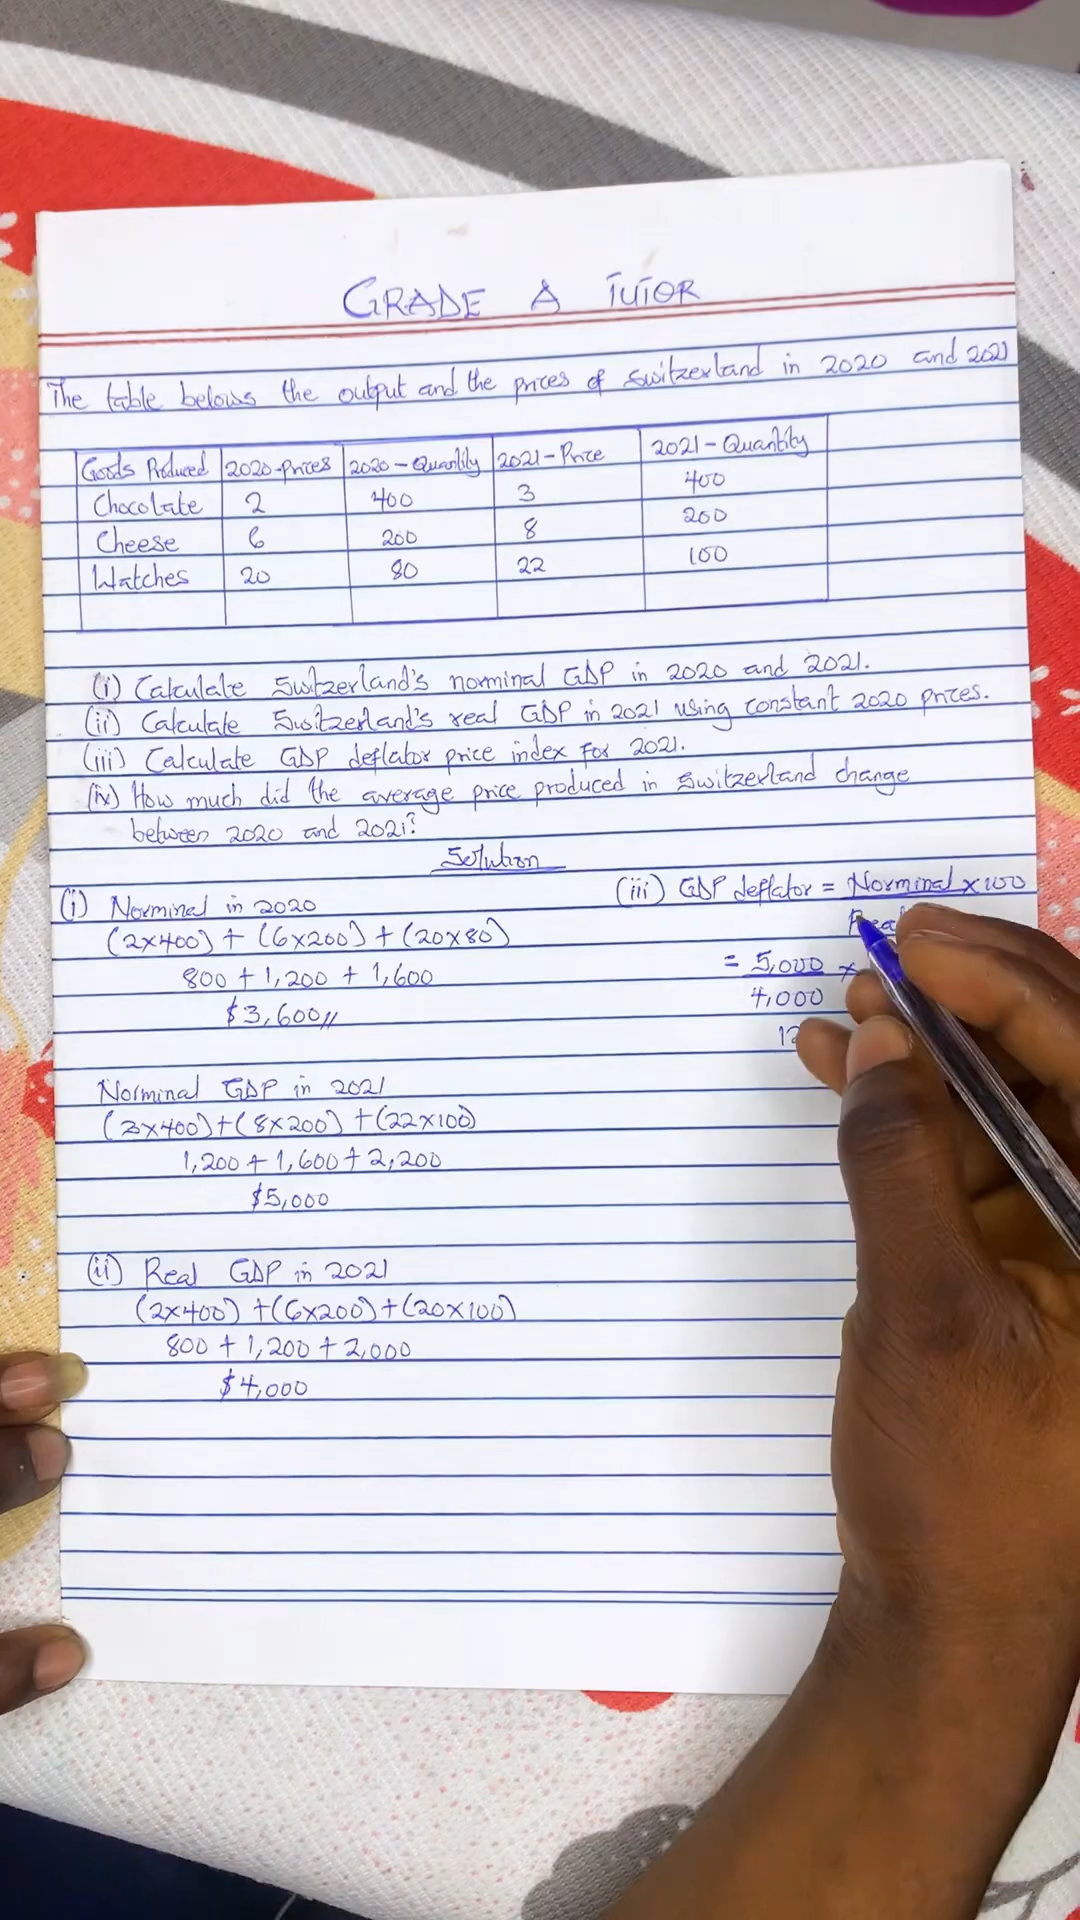 GRADE A TUTOR
The table belows the output and the prices of Switzerland in 2020 and 2021
Goods Produced 2020-prices 2020-Quantity 2021-Price 2021-Quantity
Chocolate 2 400 3 400
Cheese 6 200 8 200
Watches 20 80 22 100
(i) Calculate Switzerland's norminal GDP in 2020 and 2021.
(ii) Calculate Switzerland's real GDP in 2021 using constant 2020 prices.
(iii) Calculate GDP deflator price index for 2021.
(iv) How much did the average price produced in Switzerland change
between 2020 and 2021?
Solution
(i) Norminal in 2020
(2x400) + (6x200) + (20x80)
800 + 1,200 + 1,600
$3,600//
Norminal GDP in 2021
(3x400)+(8x200)+(22x100)
1,200 + 1,600 + 2,200
$5,000
(ii) Real GDP in 2021
(2x400) +(6x200)+(20x100)
800 + 1,200 + 2,000
$4,000
(iii) GDP deflator = Norminal x100
Real
= 5,000 x
4,000